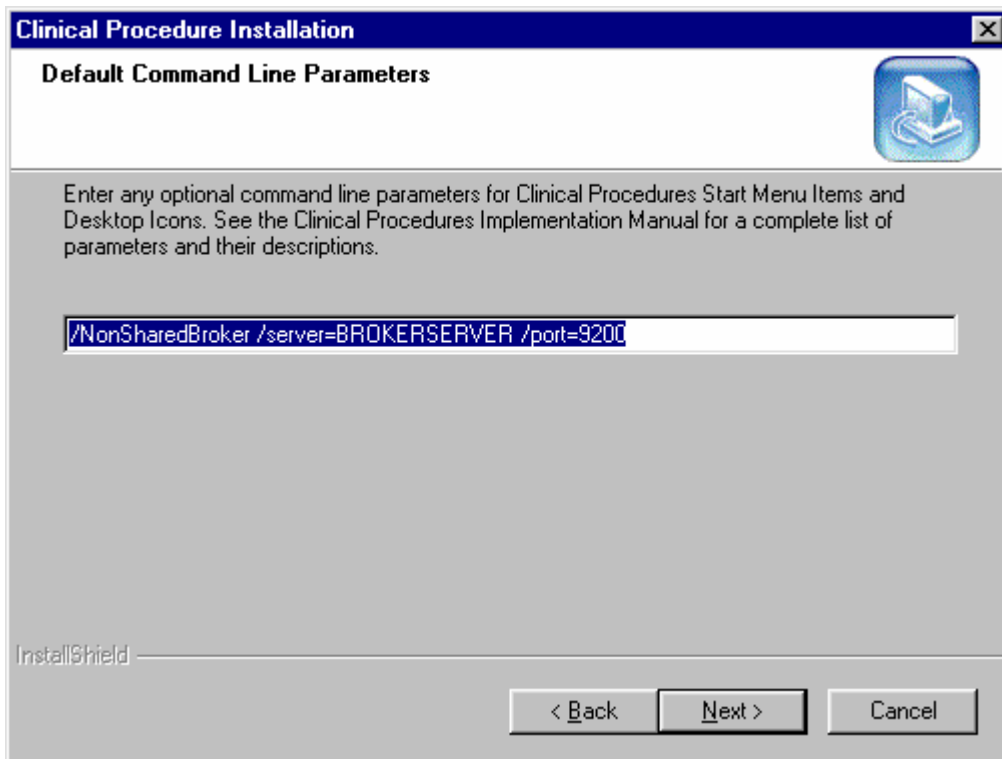 Clinical Procedure Installation
Default Command Line Parameters
Enter any optional command line parameters for Clinical Procedures Start Menu Items and
Desktop Icons. See the Clinical Procedures Implementation Manual for a complete list of
parameters and their descriptions.
/NonSharedBroker /server=BROKERSERVER /port=9200
InstallShield
< Back
Next >
Cancel